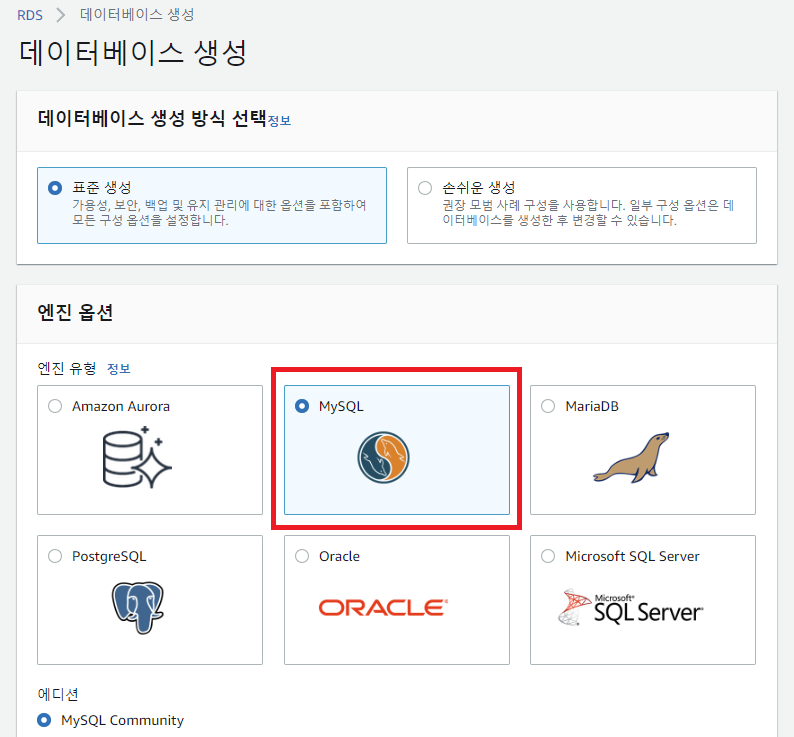 RDS > 데이터베이스 생성
데이터베이스 생성
데이터베이스 생성 방식 선택정보
표준 생성
가용성, 보안, 백업 및 유지 관리에 대한 옵션을 포함하여
모든 구성 옵션을 설정합니다.
손쉬운 생성
권장 모범 사례 구성을 사용합니다. 일부 구성 옵션은 데
이터베이스를 생성한 후 변경할 수 있습니다.
엔진 옵션
엔진 유형 정보
Amazon Aurora
MySQL
MariaDB
PostgreSQL
Oracle
ORACLE
Microsoft SQL Server
Microsoft
SQL Server
에디션
MySQL Community